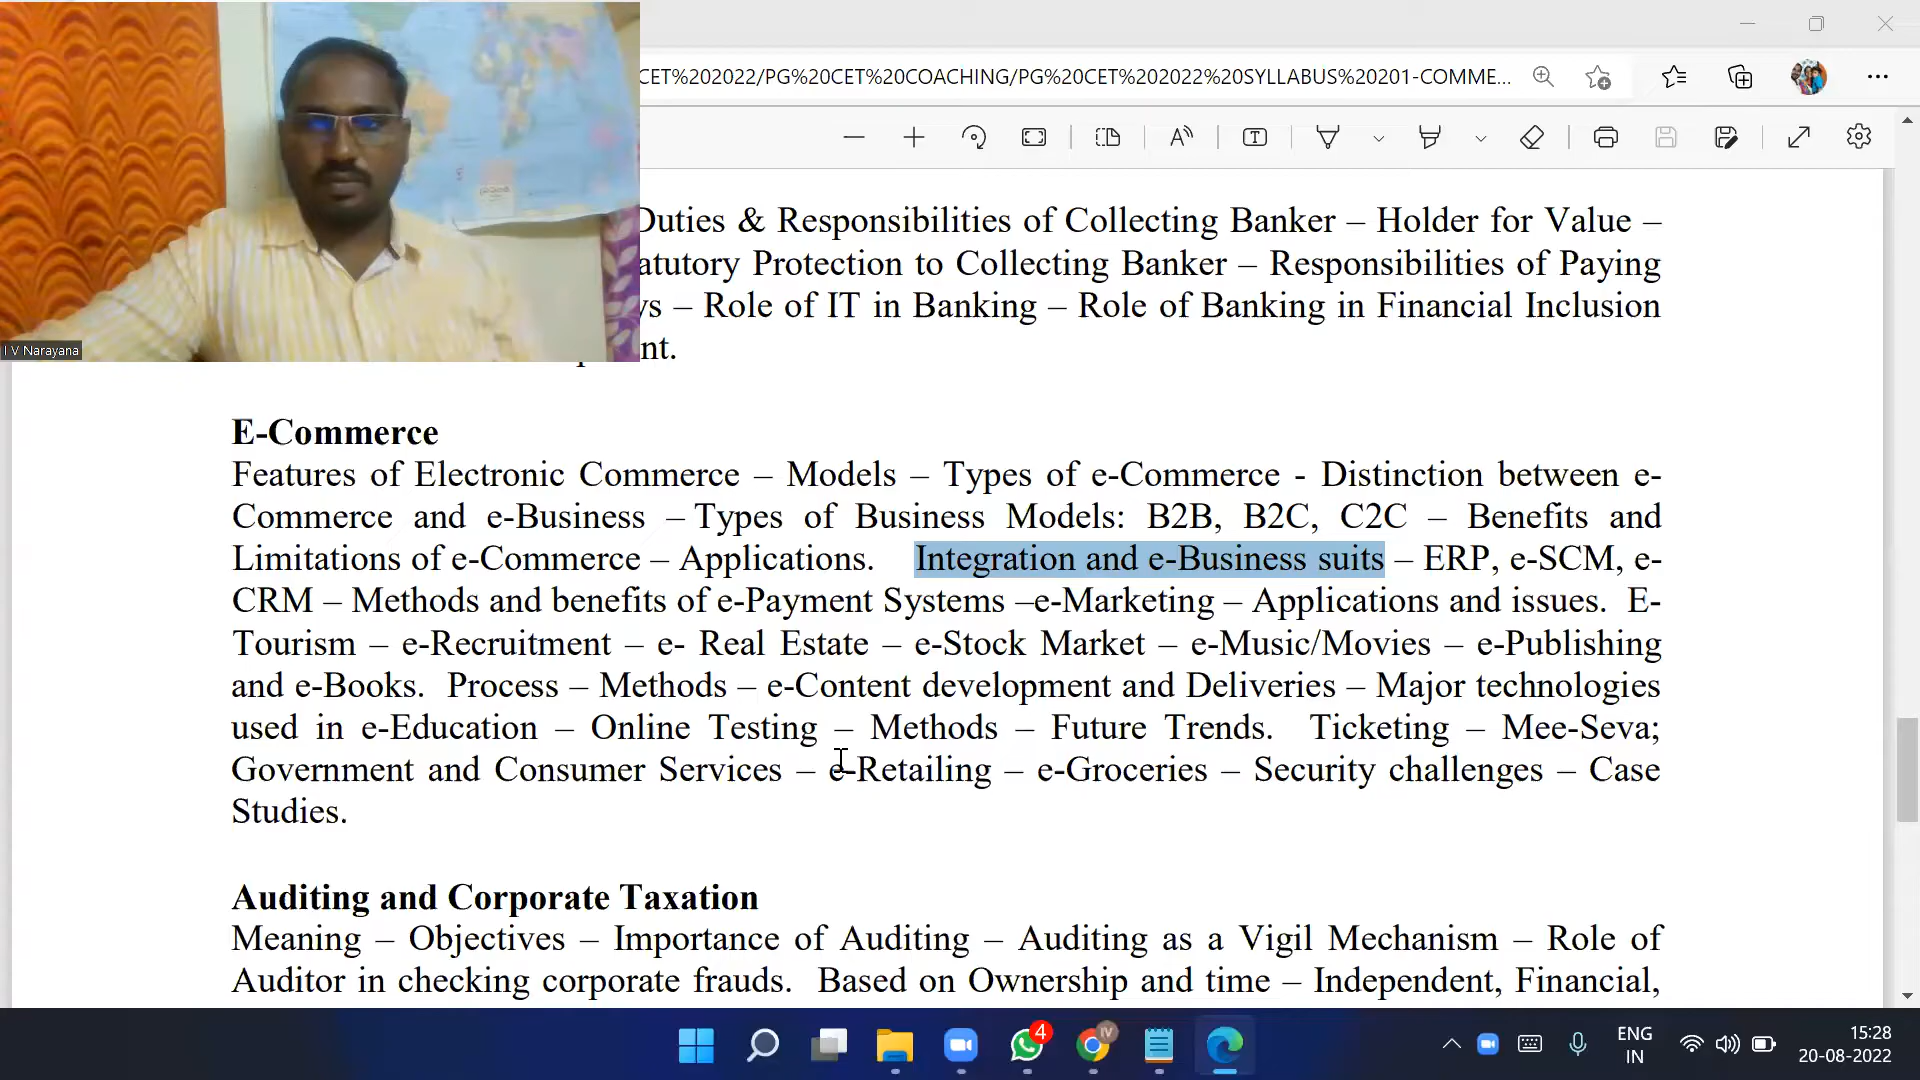 CET%202022/PG%20CET%20COACHING/PG%20CET%202022%20SYLLABUS%201-COMME...
Duties & Responsibilities of Collecting Banker – Holder for Value –
atutory Protection to Collecting Banker – Responsibilities of Paying
ys – Role of IT in Banking – Role of Banking in Financial Inclusion
nt.
I V Narayana
E-Commerce
Features of Electronic Commerce – Models – Types of e-Commerce - Distinction between e-
Commerce and e-Business – Types of Business Models: B2B, B2C, C2C – Benefits and
Limitations of e-Commerce – Applications. Integration and e-Business suits – ERP, e-SCM, e-
CRM – Methods and benefits of e-Payment Systems –e-Marketing – Applications and issues. E-
Tourism – e-Recruitment – e- Real Estate – e-Stock Market – e-Music/Movies – e-Publishing
and e-Books. Process – Methods – e-Content development and Deliveries – Major technologies
used in e-Education – Online Testing – Methods – Future Trends. Ticketing – Mee-Seva;
Government and Consumer Services – e-Retailing – e-Groceries – Security challenges – Case
Studies.
Auditing and Corporate Taxation
Meaning – Objectives – Importance of Auditing – Auditing as a Vigil Mechanism – Role of
Auditor in checking corporate frauds. Based on Ownership and time – Independent, Financial,
4
IV
ENG
IN
15:28
20-08-2022